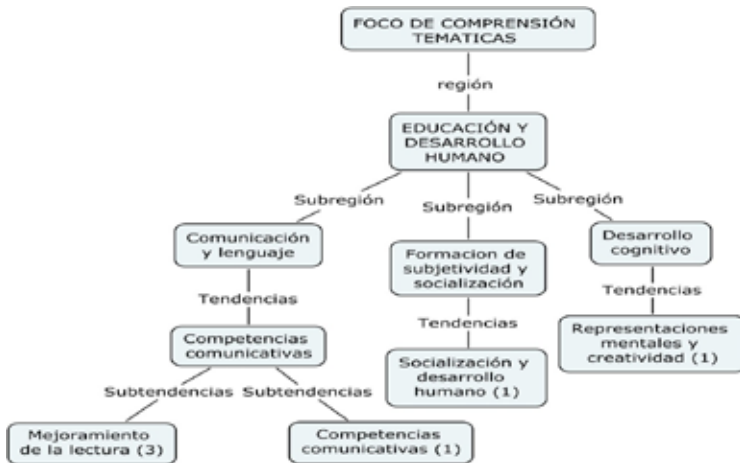 FOCO DE COMPRENSIÓN
TEMATICAS
región
EDUCACIÓN Y
DESARROLLO
HUMANO
Subregión
Subregión
Subregión
Comunicación
y lenguaje
Formacion de
subjetividad y
socialización
Desarrollo
cognitivo
Tendencias
Tendencias
Tendencias
Competencias
comunicativas
Socialización y
desarrollo
humano (1)
Representaciones
mentales y
creatividad (1)
Subtendencias
Subtendencias
Mejoramiento
de la lectura (3)
Competencias
comunicativas (1)